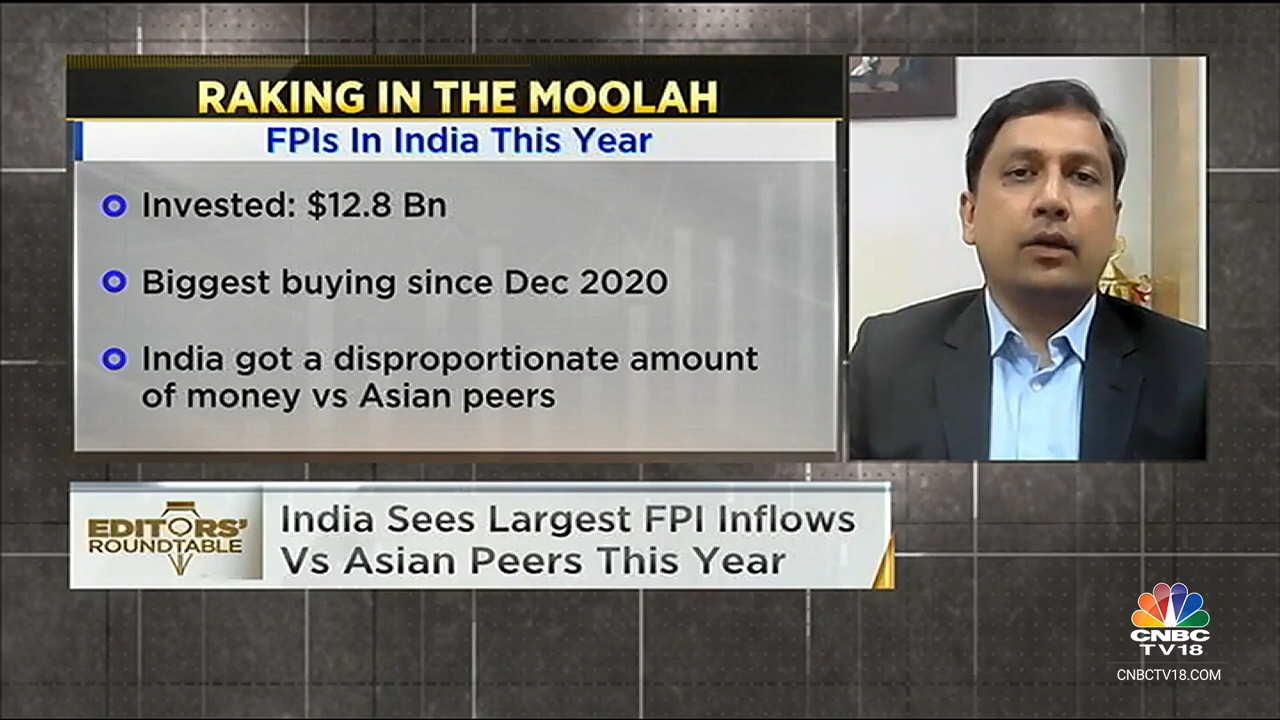 RAKING IN THE MOOLAH
FPIs In India This Year
Invested: $12.8 Bn
Biggest buying since Dec 2020
India got a disproportionate amount
of money vs Asian peers
EDITORS'
ROUNDTABLE
India Sees Largest FPI Inflows
Vs Asian Peers This Year
CNBC
TV18
CNBCTV18.COM